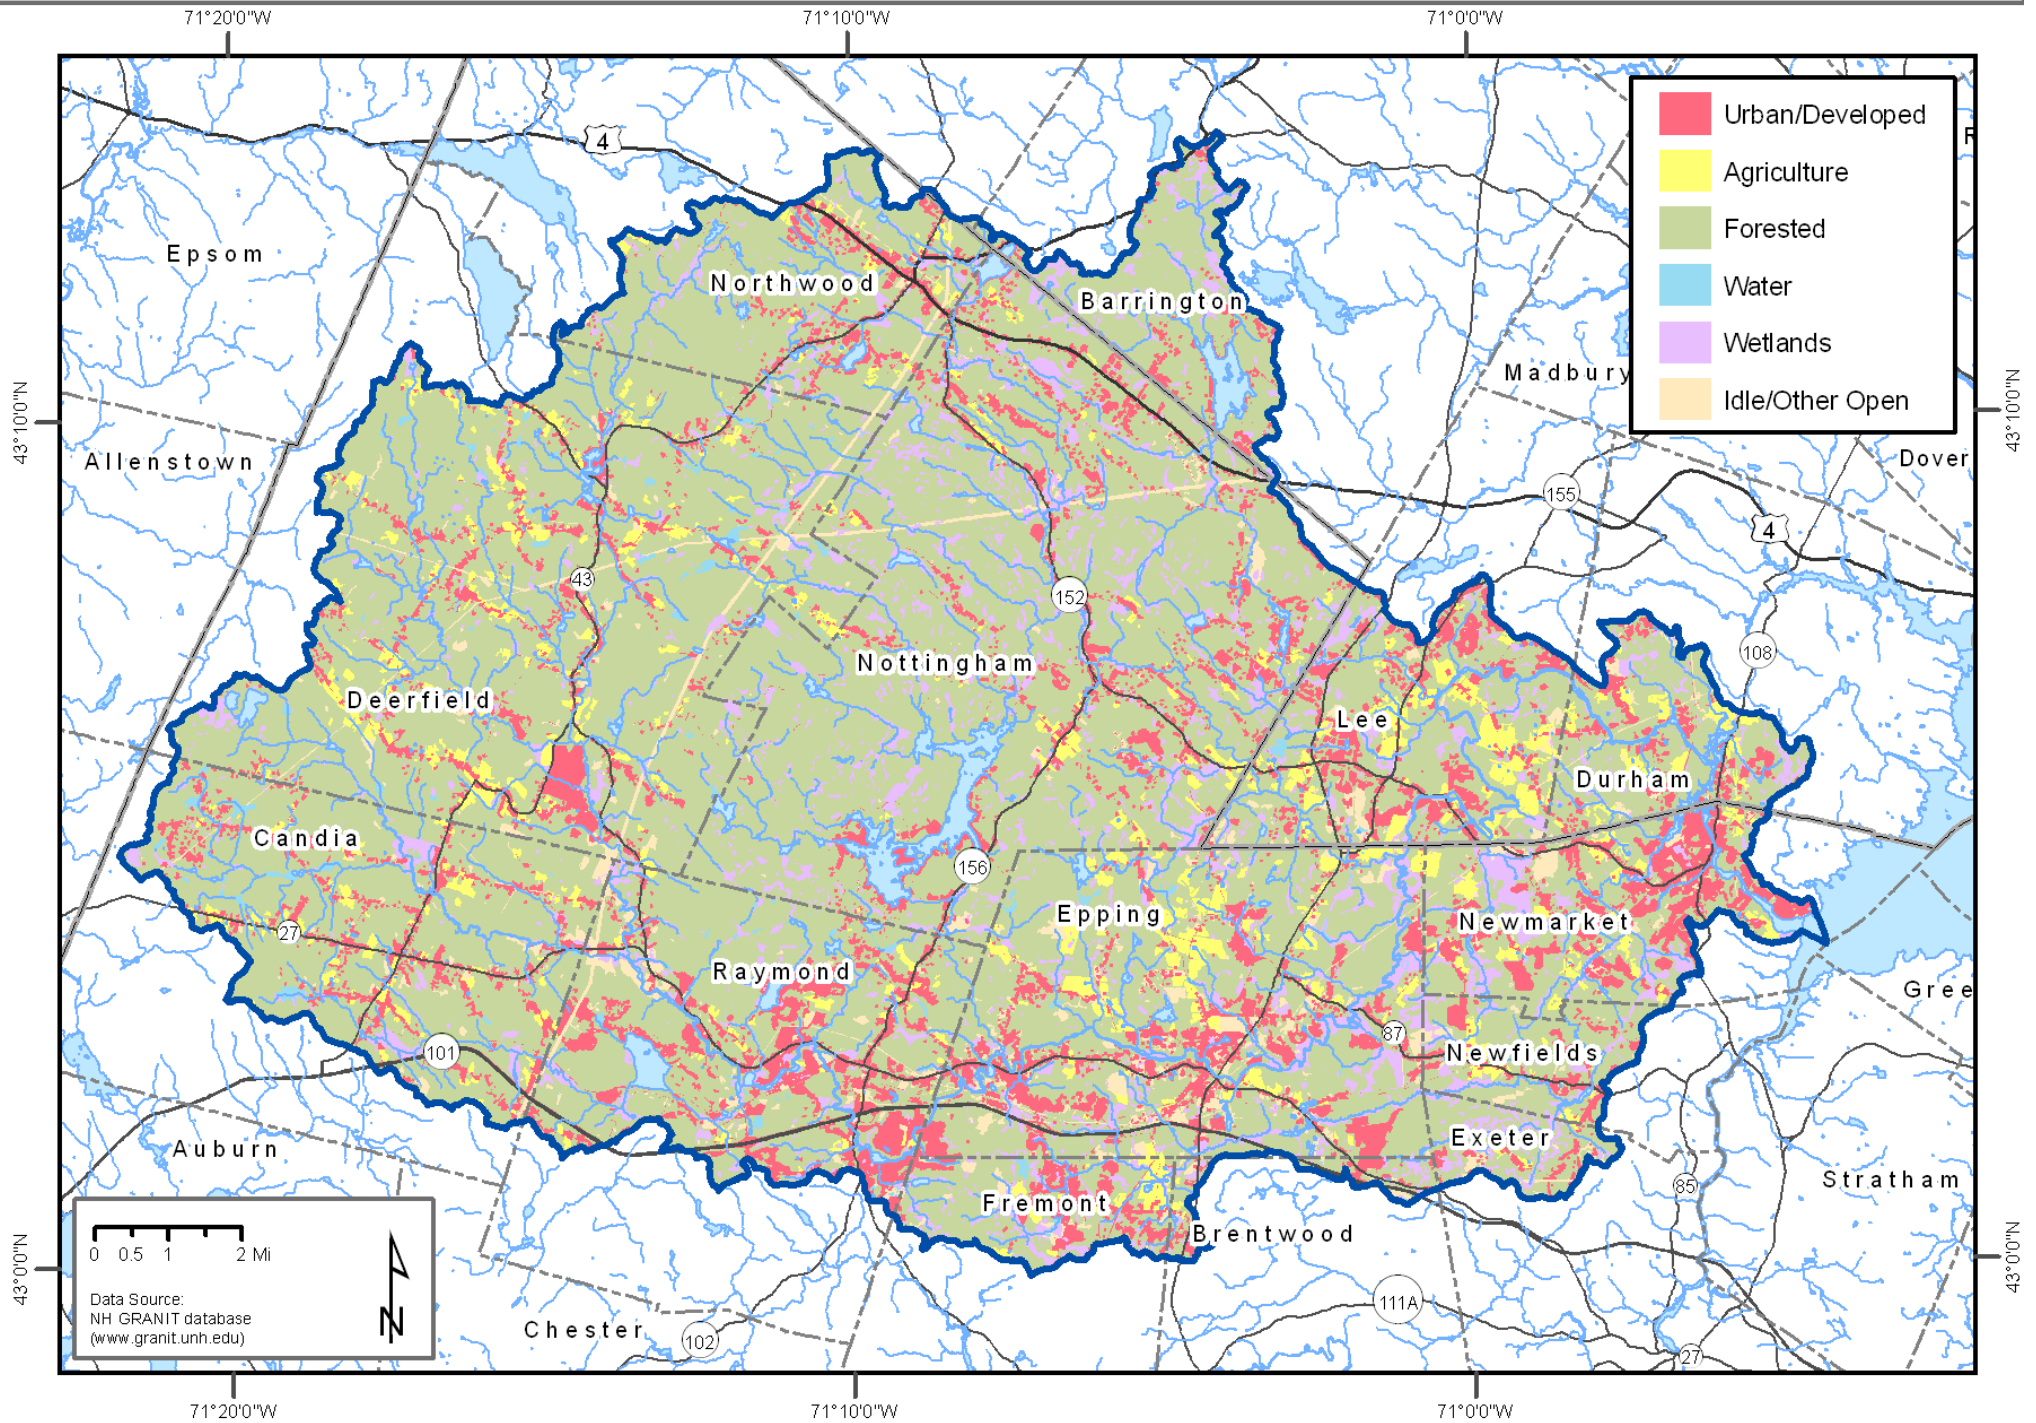 71°20'0"W
71°10'0"W
71°0'0"W
Urban/Developed
Agriculture
Forested
Water
Wetlands
Idle/Other Open
R
4
Epsom
Northwood
Barrington
Madbury
43°10'0"N
43°10'0"N
Allenstown
Dover
155
4
43
152
108
Nottingham
Deerfield
Lee
Durham
Candia
156
Epping
Newmarket
27
Raymond
Gree
87
101
Newfields
Auburn
Exeter
Stratham
85
Fremont
Brentwood
0 0.5 1 2 Mi
43°0'0"N
43°0'0"N
Data Source:
NH GRANIT database
(www.granit.unh.edu)
N
111A
Chester
102
27
71°20'0"W
71°10'0"W
71°0'0"W